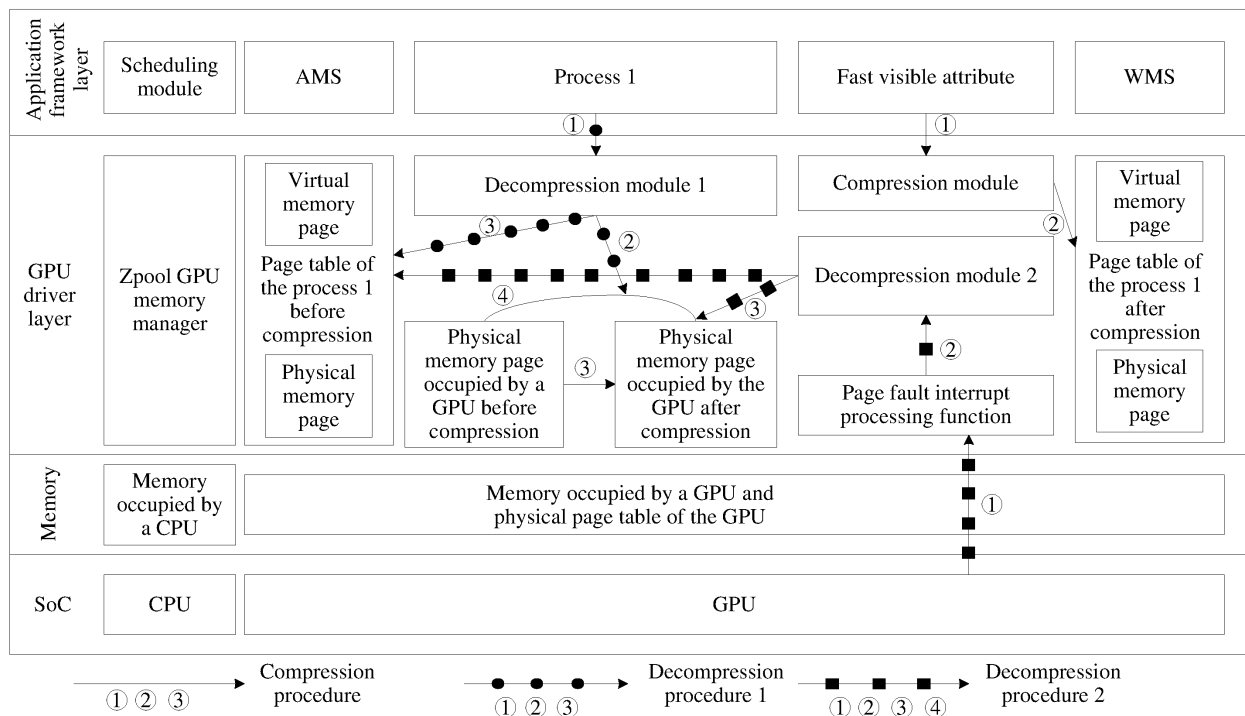 Application
framework
layer
Scheduling
module
AMS
Process 1
Fast visible attribute
WMS
①
①
GPU
driver
layer
Zpool GPU
memory
manager
Virtual
memory
page
Page table of
the process 1
before
compression
Physical
memory
page
Decompression module 1
③
②
④
Physical
memory page
occupied by a
GPU before
compression
③
Physical
memory page
occupied by the
GPU after
compression
Compression module
②
Decompression module 2
③
②
Page fault interrupt
processing function
Virtual
memory
page
Page table of
the process 1
after
compression
Physical
memory
page
Memory
Memory
occupied by
a CPU
Memory occupied by a GPU and
physical page table of the GPU
①
SoC
CPU
GPU
① ② ③
Compression
procedure
① ② ③
Decompression
procedure 1
① ② ③ ④
Decompression
procedure 2